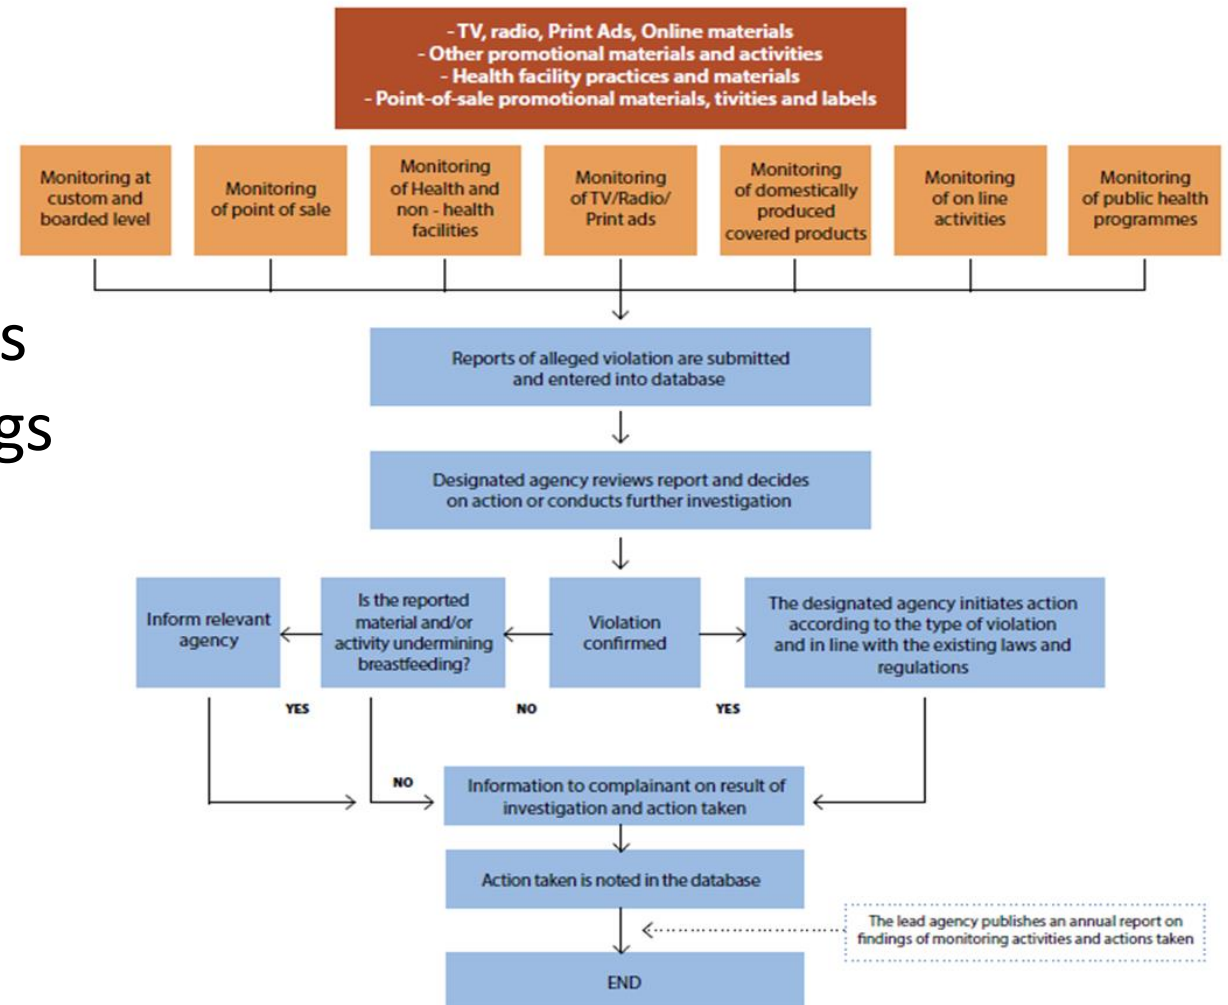 - TV, radio, Print Ads, Online materials
- Other promotional materials and activities
- Health facility practices and materials
- Point-of-sale promotional materials, tivities and labels
Monitoring at
custom and
boarded level
Monitoring
of point of sale
Monitoring
of Health and
non - health
facilities
Monitoring
of TV/Radio/
Print ads
Monitoring
of domestically
produced
covered products
Monitoring
of on line
activities
Monitoring
of public health
programmes
s
gs
Reports of alleged violation are submitted
and entered into database
Designated agency reviews report and decides
on action or conducts further investigation
Inform relevant
agency
Is the reported
material and/or
activity undermining
breastfeeding?
Violation
confirmed
The designated agency initiates action
according to the type of violation
and in line with the existing laws and
regulations
YES
NO
YES
NO
Information to complainant on result of
investigation and action taken
Action taken is noted in the database
The lead agency publishes an annual report on
findings of monitoring activities and actions taken
END